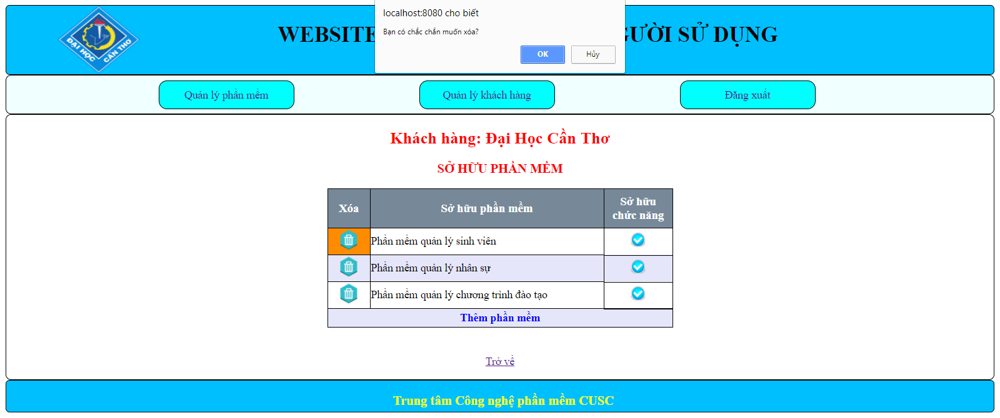 localhost:8080 cho biết
Bạn có chắc chắn muốn xóa?
OK Hủy
ĐẠI HỌC CẦN THƠ
WEBSITE GƯỜI SỬ DỤNG
Quản lý phần mềm Quản lý khách hàng Đăng xuất
Khách hàng: Đại Học Cần Thơ
SỞ HỮU PHẦN MỀM
Xóa Sở hữu phần mềm Sở hữu
chức năng
Phần mềm quản lý sinh viên
Phần mềm quản lý nhân sự
Phần mềm quản lý chương trình đào tạo
Thêm phần mềm
Trở về
Trung tâm Công nghệ phần mềm CUSC